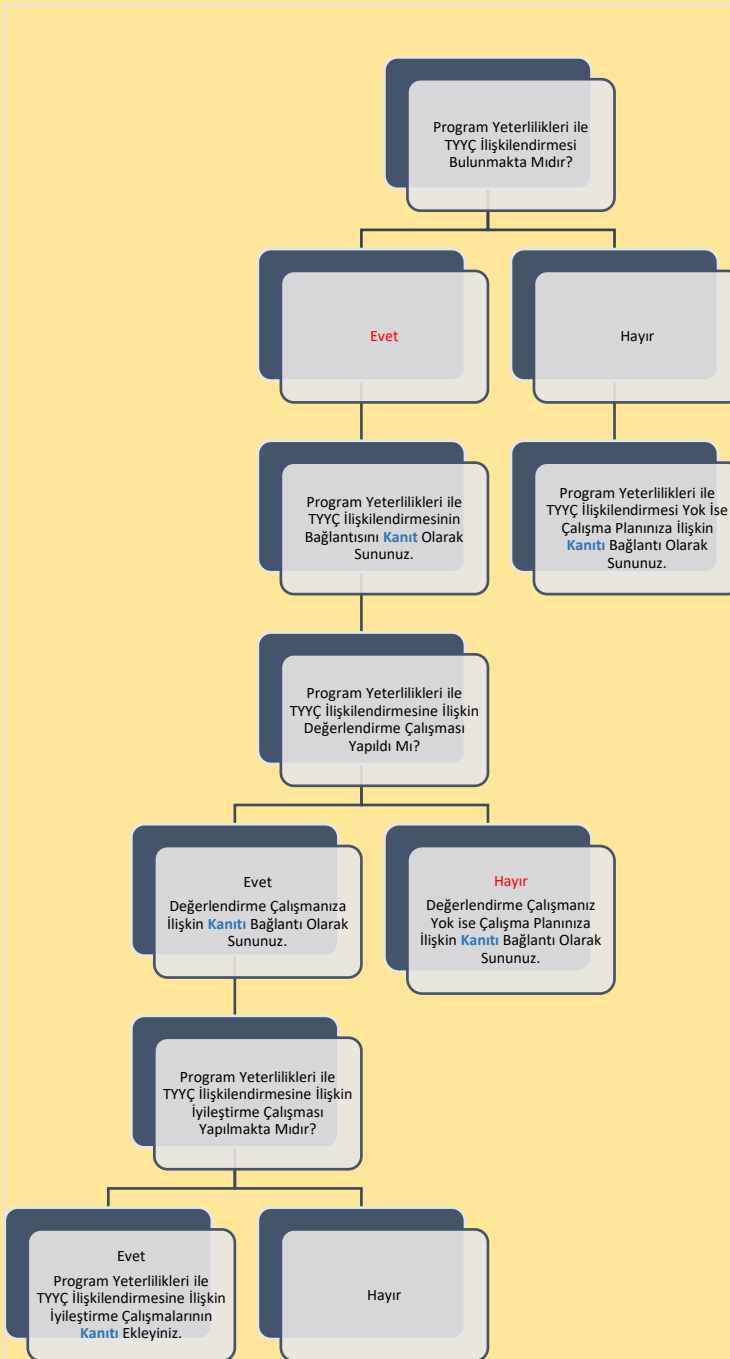 Program Yeterlilikleri ile
TYYÇ İlişkilendirmesi
Bulunmakta Mıdır?
Evet
Hayır
Program Yeterlilikleri ile
TYYÇ İlişkilendirmesinin
Bağlantısını Kanıt Olarak
Sununuz.
Program Yeterlilikleri ile
TYYÇ İlişkilendirmesi Yok İse
Çalışma Planınıza İlişkin
Kanıtı Bağlantı Olarak
Sununuz.
Program Yeterlilikleri ile
TYYÇ İlişkilendirmesine İlişkin
Değerlendirme Çalışması
Yapıldı Mı?
Evet
Değerlendirme Çalışmanıza
İlişkin Kanıtı Bağlantı Olarak
Sununuz.
Hayır
Değerlendirme Çalışmanız
Yok ise Çalışma Planınıza
İlişkin Kanıtı Bağlantı Olarak
Sununuz.
Program Yeterlilikleri ile
TYYÇ İlişkilendirmesine İlişkin
İyileştirme Çalışması
Yapılmakta Mıdır?
Evet
Program Yeterlilikleri ile
TYYÇ İlişkilendirmesine İlişkin
İyileştirme Çalışmalarının
Kanıtı Ekleyiniz.
Hayır